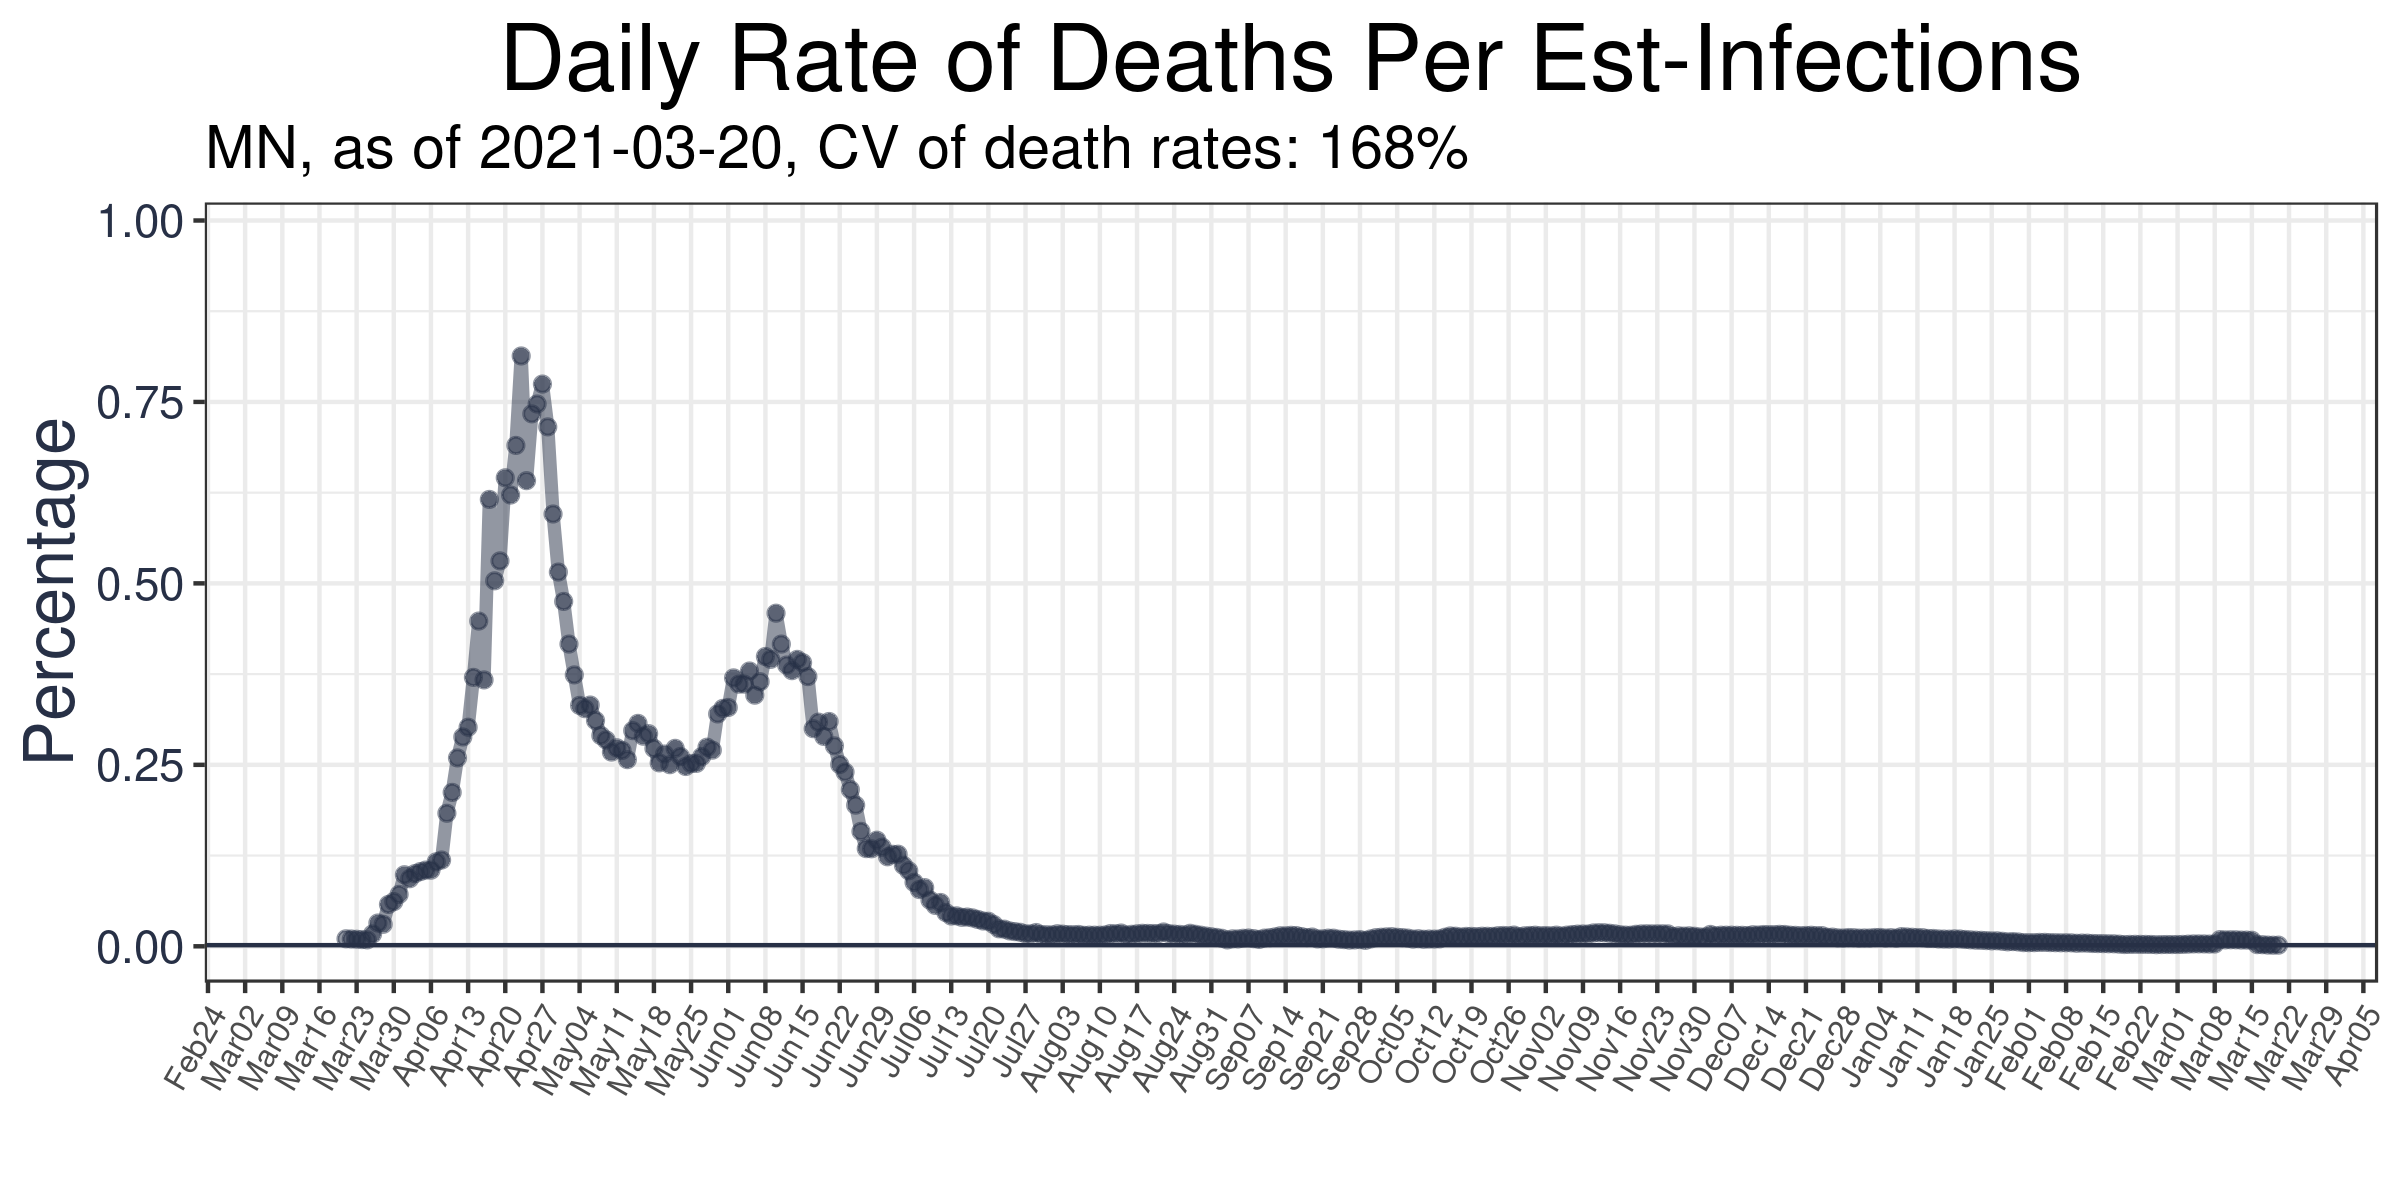 Daily Rate of Deaths Per Est-Infections
MN, as of 2021-03-20, CV of death rates: 168%
Percentage
1.00
0.75
0.50
0.25
0.00
Feb24
Mar02
Mar09
Mar16
Mar23
Mar30
Apr06
Apr13
Apr20
Apr27
May04
May11
May18
May25
Jun01
Jun08
Jun15
Jun22
Jun29
Jul06
Jul13
Jul20
Jul27
Aug03
Aug10
Aug17
Aug24
Aug31
Sep07
Sep14
Sep21
Sep28
Oct05
Oct12
Oct19
Oct26
Nov02
Nov09
Nov16
Nov23
Nov30
Dec07
Dec14
Dec21
Dec28
Jan04
Jan11
Jan18
Jan25
Feb01
Feb08
Feb15
Feb22
Mar01
Mar08
Mar15
Mar22
Mar29
Apr05